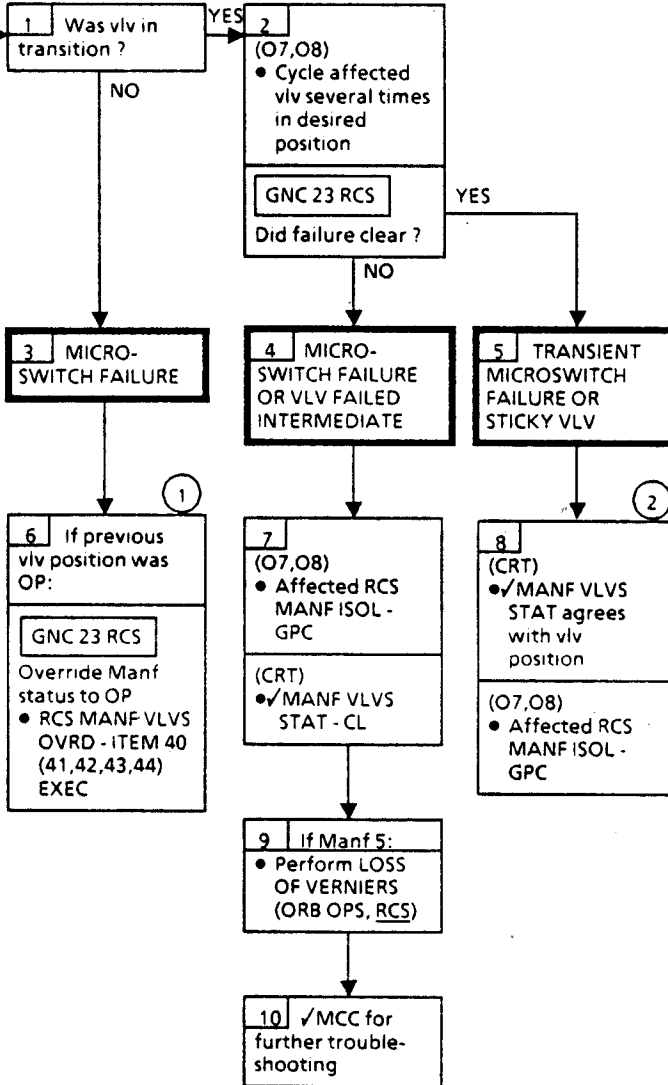 1 Was vlv in
transition ?
YES
NO
2
(O7,O8)
● Cycle affected
vlv several times
in desired
position
GNC 23 RCS
Did failure clear ?
YES
NO
3 MICRO-
SWITCH FAILURE
4 MICRO-
SWITCH FAILURE
OR VLV FAILED
INTERMEDIATE
5 TRANSIENT
MICROSWITCH
FAILURE OR
STICKY VLV
1
6 If previous
vlv position was
OP:
GNC 23 RCS
Override Manf
status to OP
● RCS MANF VLVS
OVRD - ITEM 40
(41,42,43,44)
EXEC
7
(O7,O8)
● Affected RCS
MANF ISOL -
GPC
(CRT)
●✓MANF VLVS
STAT - CL
2
8
(CRT)
●✓MANF VLVS
STAT agrees
with vlv
position
(O7,O8)
● Affected RCS
MANF ISOL -
GPC
9 If Manf 5:
● Perform LOSS
OF VERNIERS
(ORB OPS, RCS)
10 ✓MCC for
further trouble-
shooting